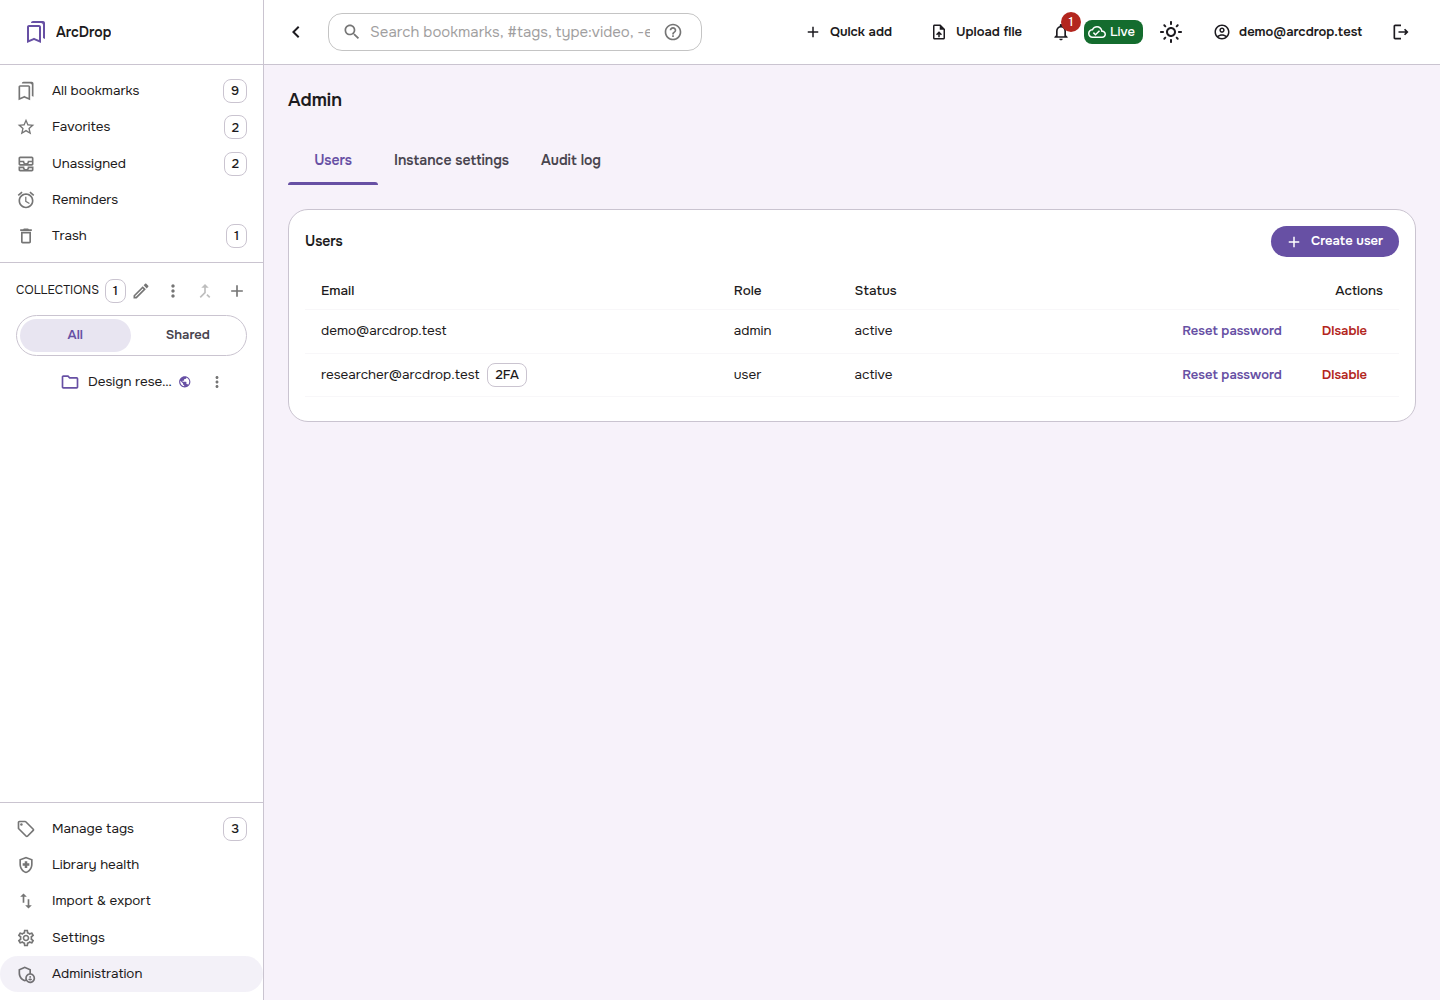 ArcDrop
Search bookmarks, #tags, type:video, -e
Quick add
Upload file
1
Live
demo@arcdrop.test
All bookmarks 9
Favorites 2
Unassigned 2
Reminders
Trash 1
COLLECTIONS 1
All Shared
Design rese...
Manage tags 3
Library health
Import & export
Settings
Administration
Admin
Users Instance settings Audit log
Users
Create user
Email Role Status Actions
demo@arcdrop.test admin active Reset password Disable
researcher@arcdrop.test 2FA user active Reset password Disable